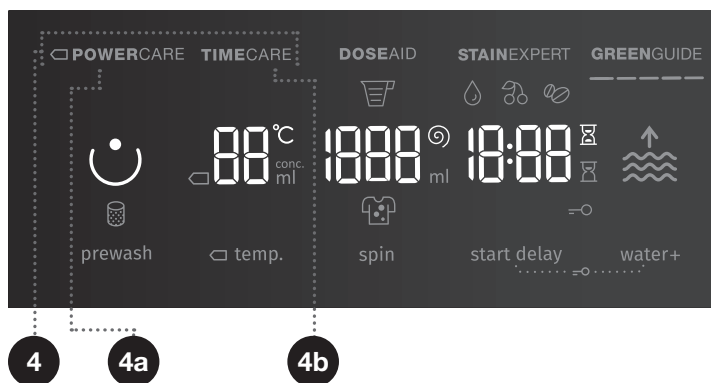 POWERCARE TIMECARE DOSEAID STAINEXPERT GREENGUIDE
88 °C 1888 18:88
conc.
ml ml
prewash temp. spin start delay water+
4 4a 4b